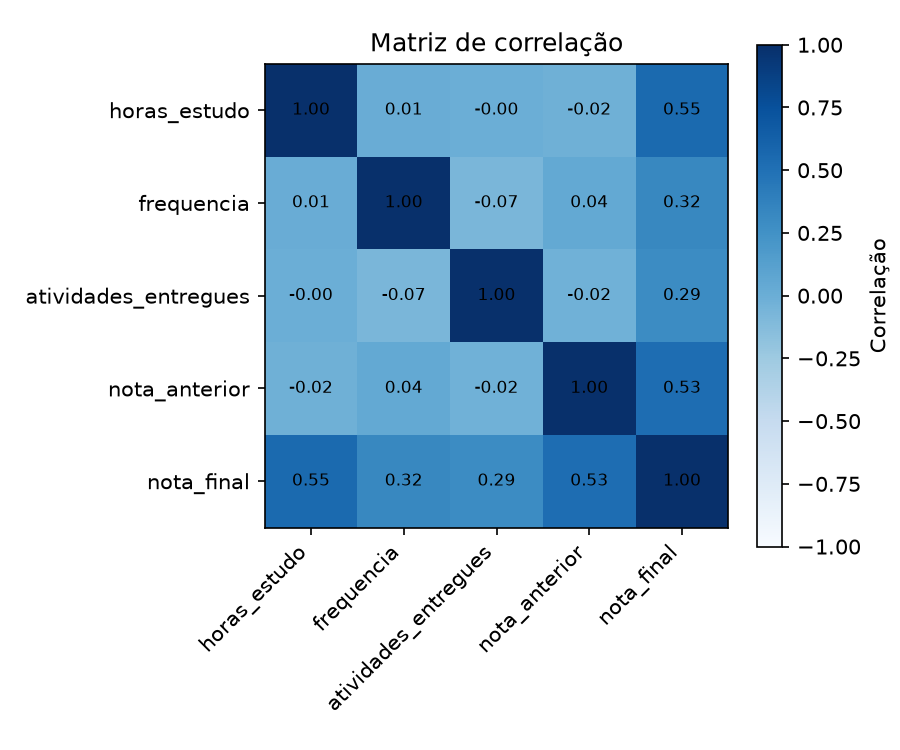 Matriz de correlação
horas_estudo 1.00 0.01 -0.00 -0.02 0.55
frequencia 0.01 1.00 -0.07 0.04 0.32
atividades_entregues -0.00 -0.07 1.00 -0.02 0.29
nota_anterior -0.02 0.04 -0.02 1.00 0.53
nota_final 0.55 0.32 0.29 0.53 1.00
horas_estudo
frequencia
atividades_entregues
nota_anterior
nota_final
1.00
0.75
0.50
0.25
0.00
−0.25
−0.50
−0.75
−1.00
Correlação